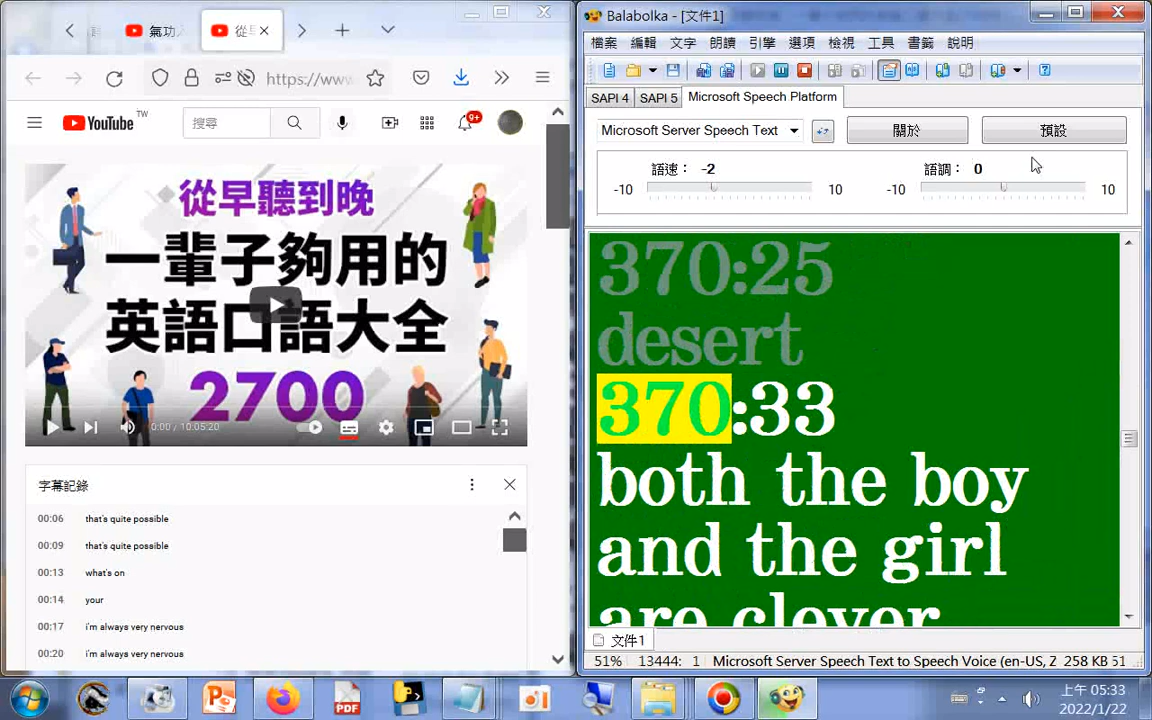 氣功
從
https://www
YouTube TW
搜尋
9+
從早聽到晚
一輩子夠用的
英語口語大全
2700
0:00 / 10:05:20
字幕記錄
00:06 that's quite possible
00:09 that's quite possible
00:13 what's on
00:14 your
00:17 i'm always very nervous
00:20 i'm always very nervous
Balabolka - [文件1]
檔案 編輯 文字 朗讀 引擎 選項 檢視 工具 書籤 說明
SAPI 4 SAPI 5 Microsoft Speech Platform
Microsoft Server Speech Text 關於 預設
語速： -2 語調： 0
-10 10 -10 10
370:25
desert
370:33
both the boy
and the girl
are clever
文件1
51% 13444: 1 Microsoft Server Speech Text to Speech Voice (en-US, Z 258 KB 51
PDF
上午 05:33
2022/1/22